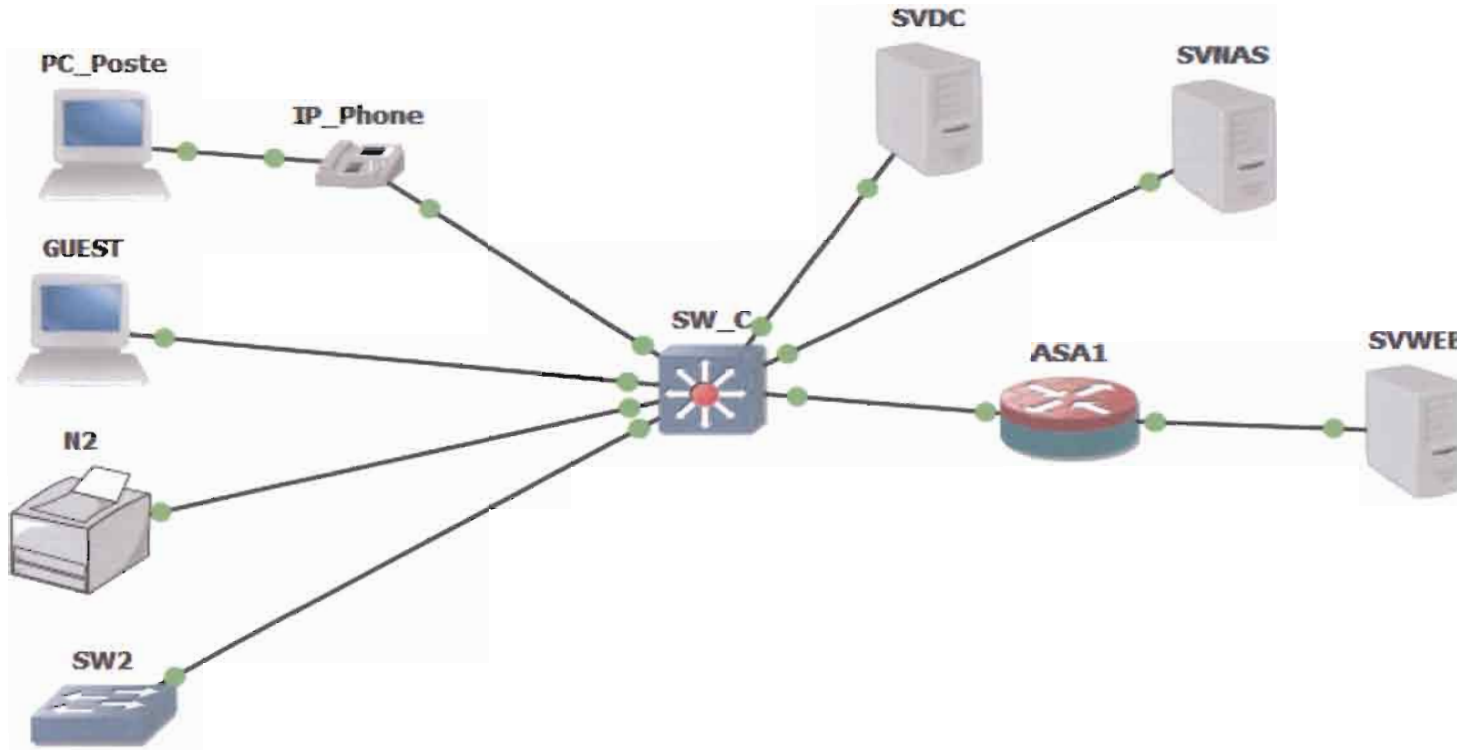 SVDC
SVNAS
PC_Poste
IP_Phone
GUEST
SW_C
ASA1
SVWEB
N2
SW2